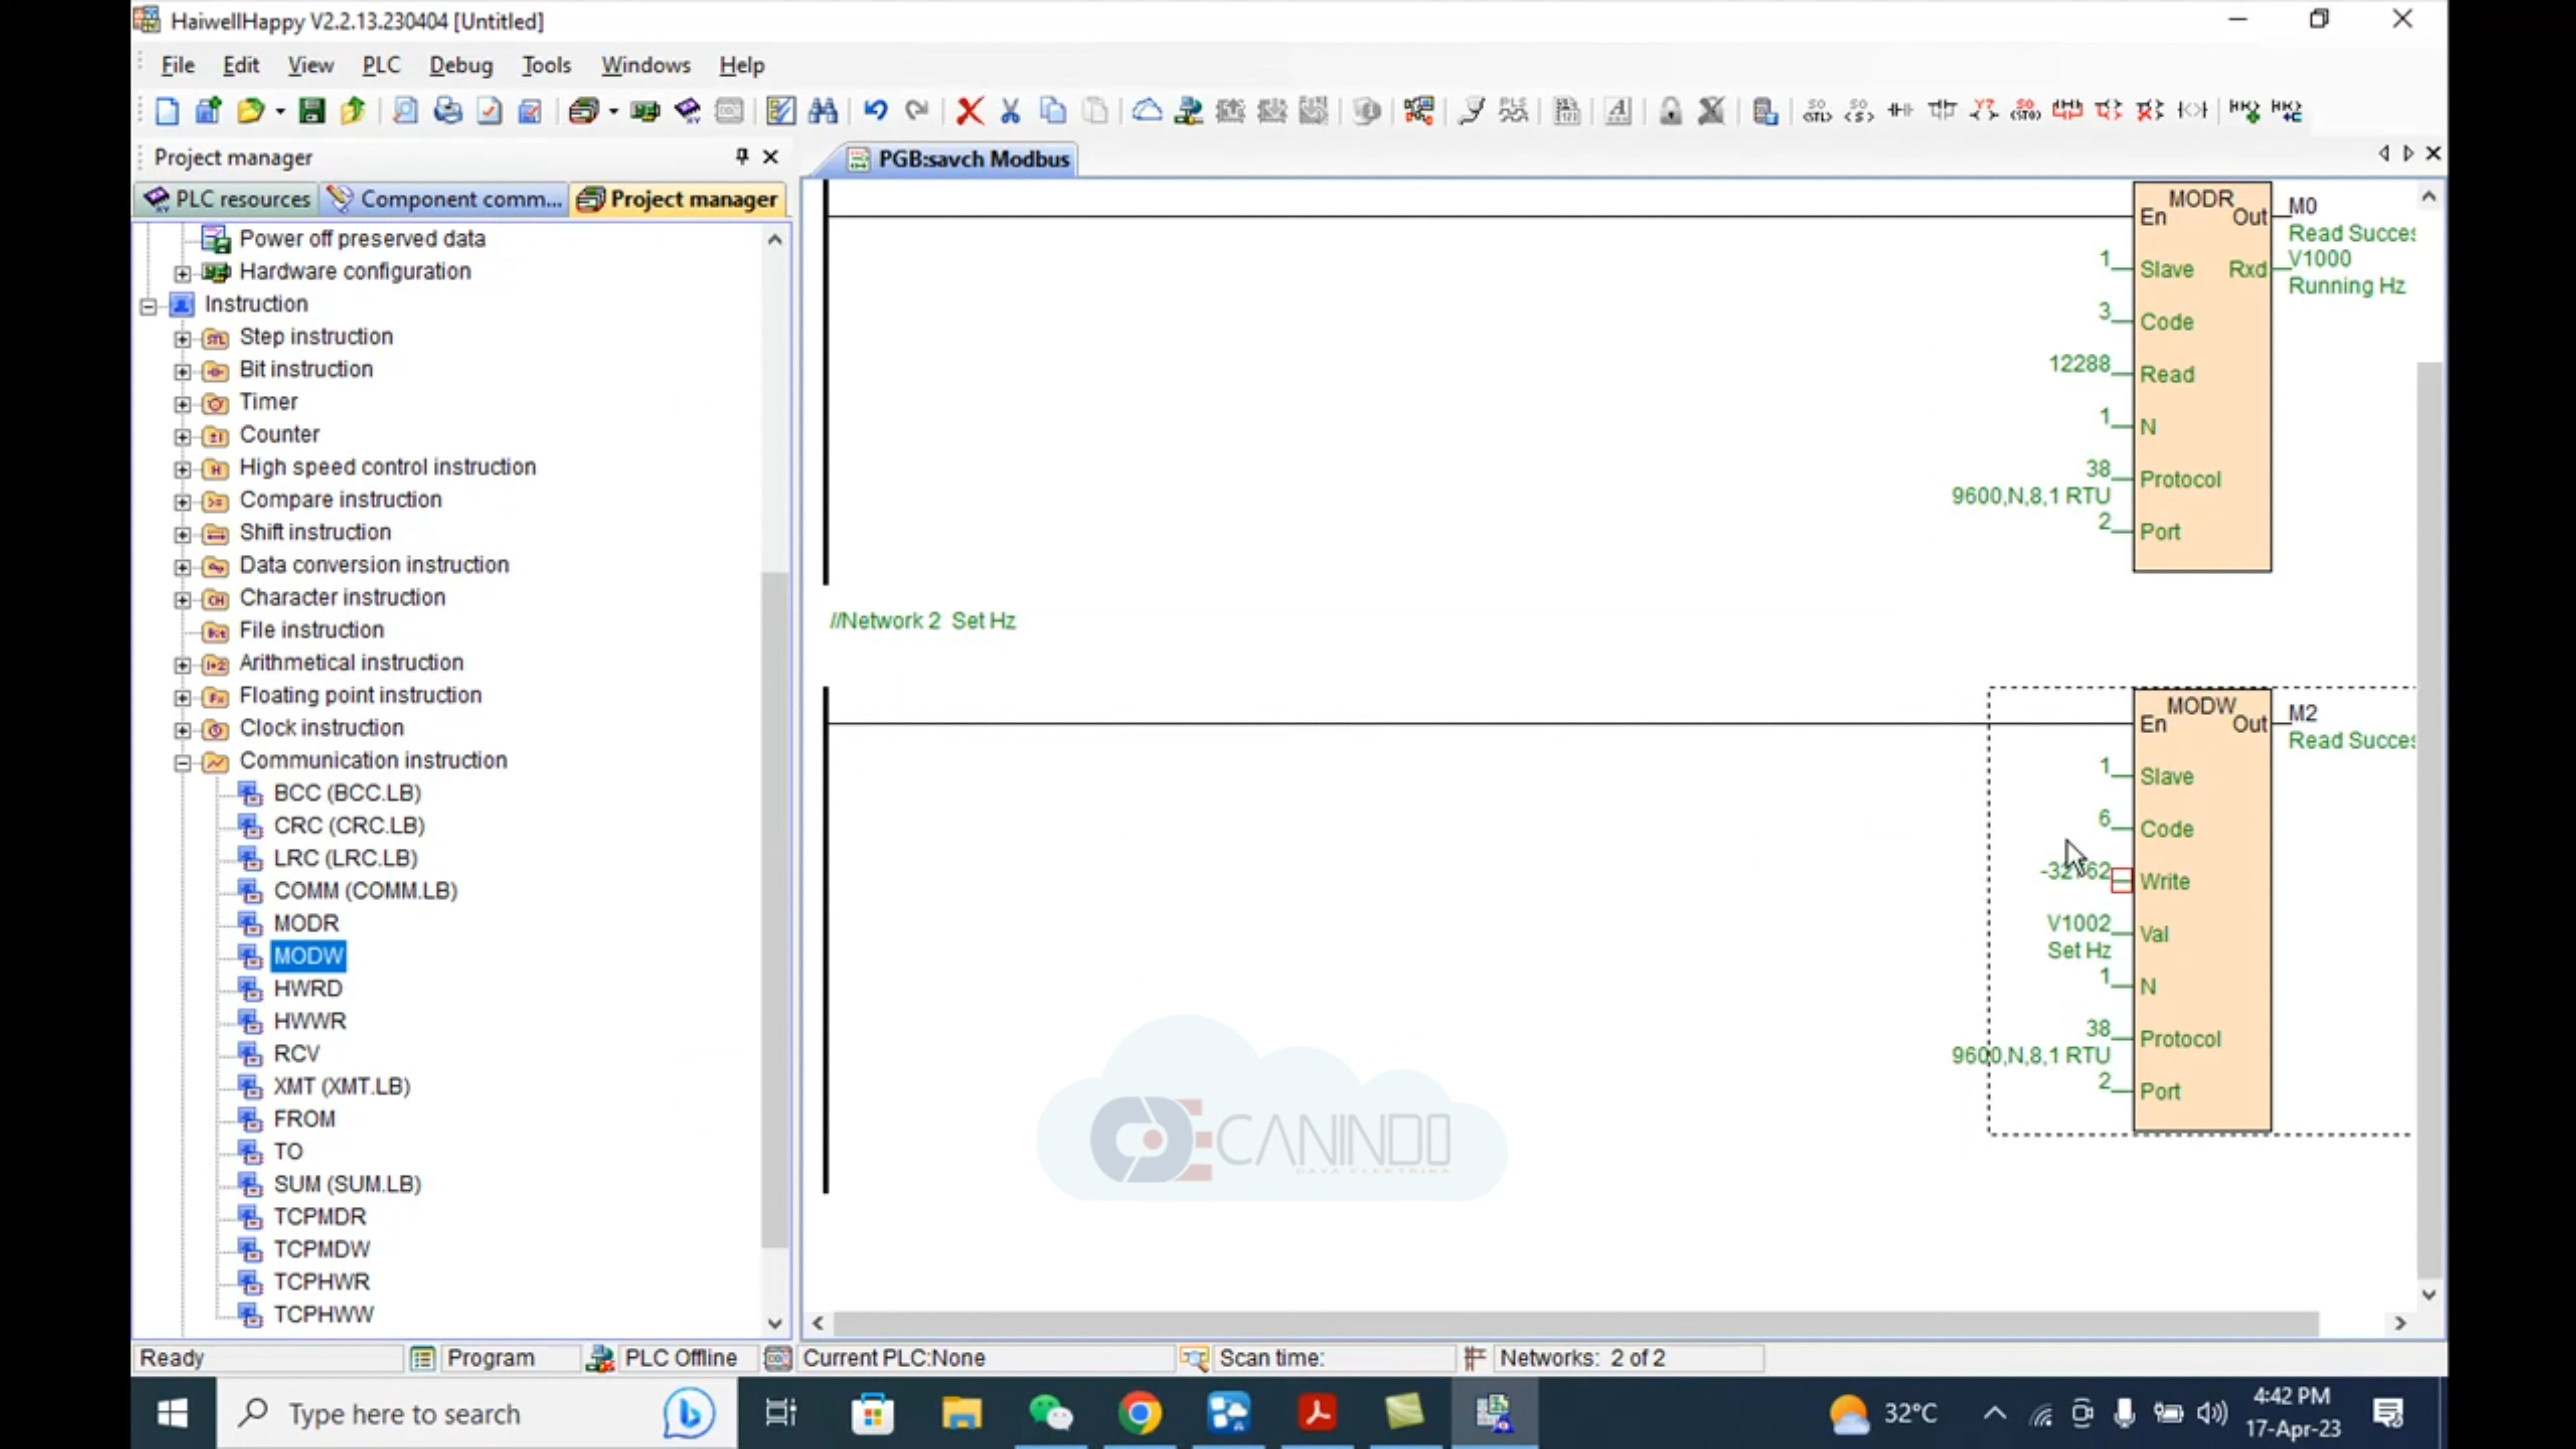 HaiwellHappy V2.2.13.230404 [Untitled]
File Edit View PLC Debug Tools Windows Help
Project manager
PLC resources Component comm... Project manager
PGB:savch Modbus
Power off preserved data
Hardware configuration
Instruction
Step instruction
Bit instruction
Timer
Counter
High speed control instruction
Compare instruction
Shift instruction
Data conversion instruction
Character instruction
File instruction
Arithmetical instruction
Floating point instruction
Clock instruction
Communication instruction
BCC (BCC.LB)
CRC (CRC.LB)
LRC (LRC.LB)
COMM (COMM.LB)
MODR
MODW
HWRD
HWWR
RCV
XMT (XMT.LB)
FROM
TO
SUM (SUM.LB)
TCPMDR
TCPMDW
TCPHWR
TCPHWW
MODR
En Out M0
Read Succes
1 Slave Rxd V1000
Running Hz
3 Code
12288 Read
1 N
38 Protocol
9600,N,8,1 RTU
2 Port
//Network 2 Set Hz
MODW
En Out M2
Read Succes
1 Slave
6 Code
Write
V1002 Val
Set Hz
1 N
38 Protocol
9600,N,8,1 RTU
2 Port
CANINDO
DAYA ELEKTRIKA
Ready Program PLC Offline Current PLC:None Scan time: Networks: 2 of 2
Type here to search
32°C
4:42 PM
17-Apr-23